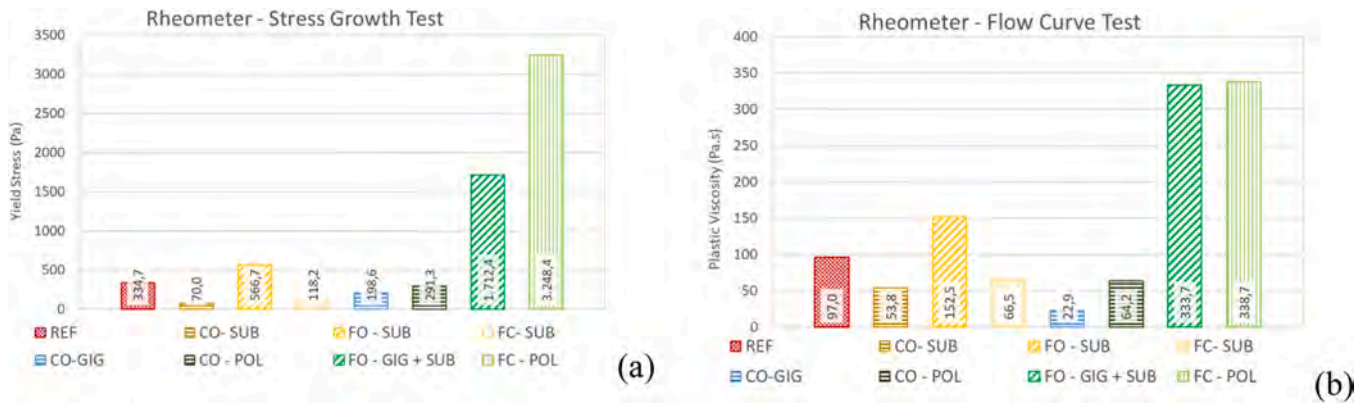 Rheometer - Stress Growth Test
3500
3000
2500
2000
1500
1000
500
0
Yield Stress (Pa)
334,7
70,0
566,7
118,2
198,6
291,3
1.712,4
3.248,4
REF
CO- SUB
FO - SUB
FC- SUB
CO-GIG
CO - POL
FO - GIG + SUB
FC - POL
(a)
Rheometer - Flow Curve Test
400
350
300
250
200
150
100
50
0
Plastic Viscosity (Pa.s)
97,0
53,8
152,5
66,5
22,9
64,2
333,7
338,7
REF
CO- SUB
FO - SUB
FC- SUB
CO-GIG
CO - POL
FO - GIG + SUB
FC - POL
(b)